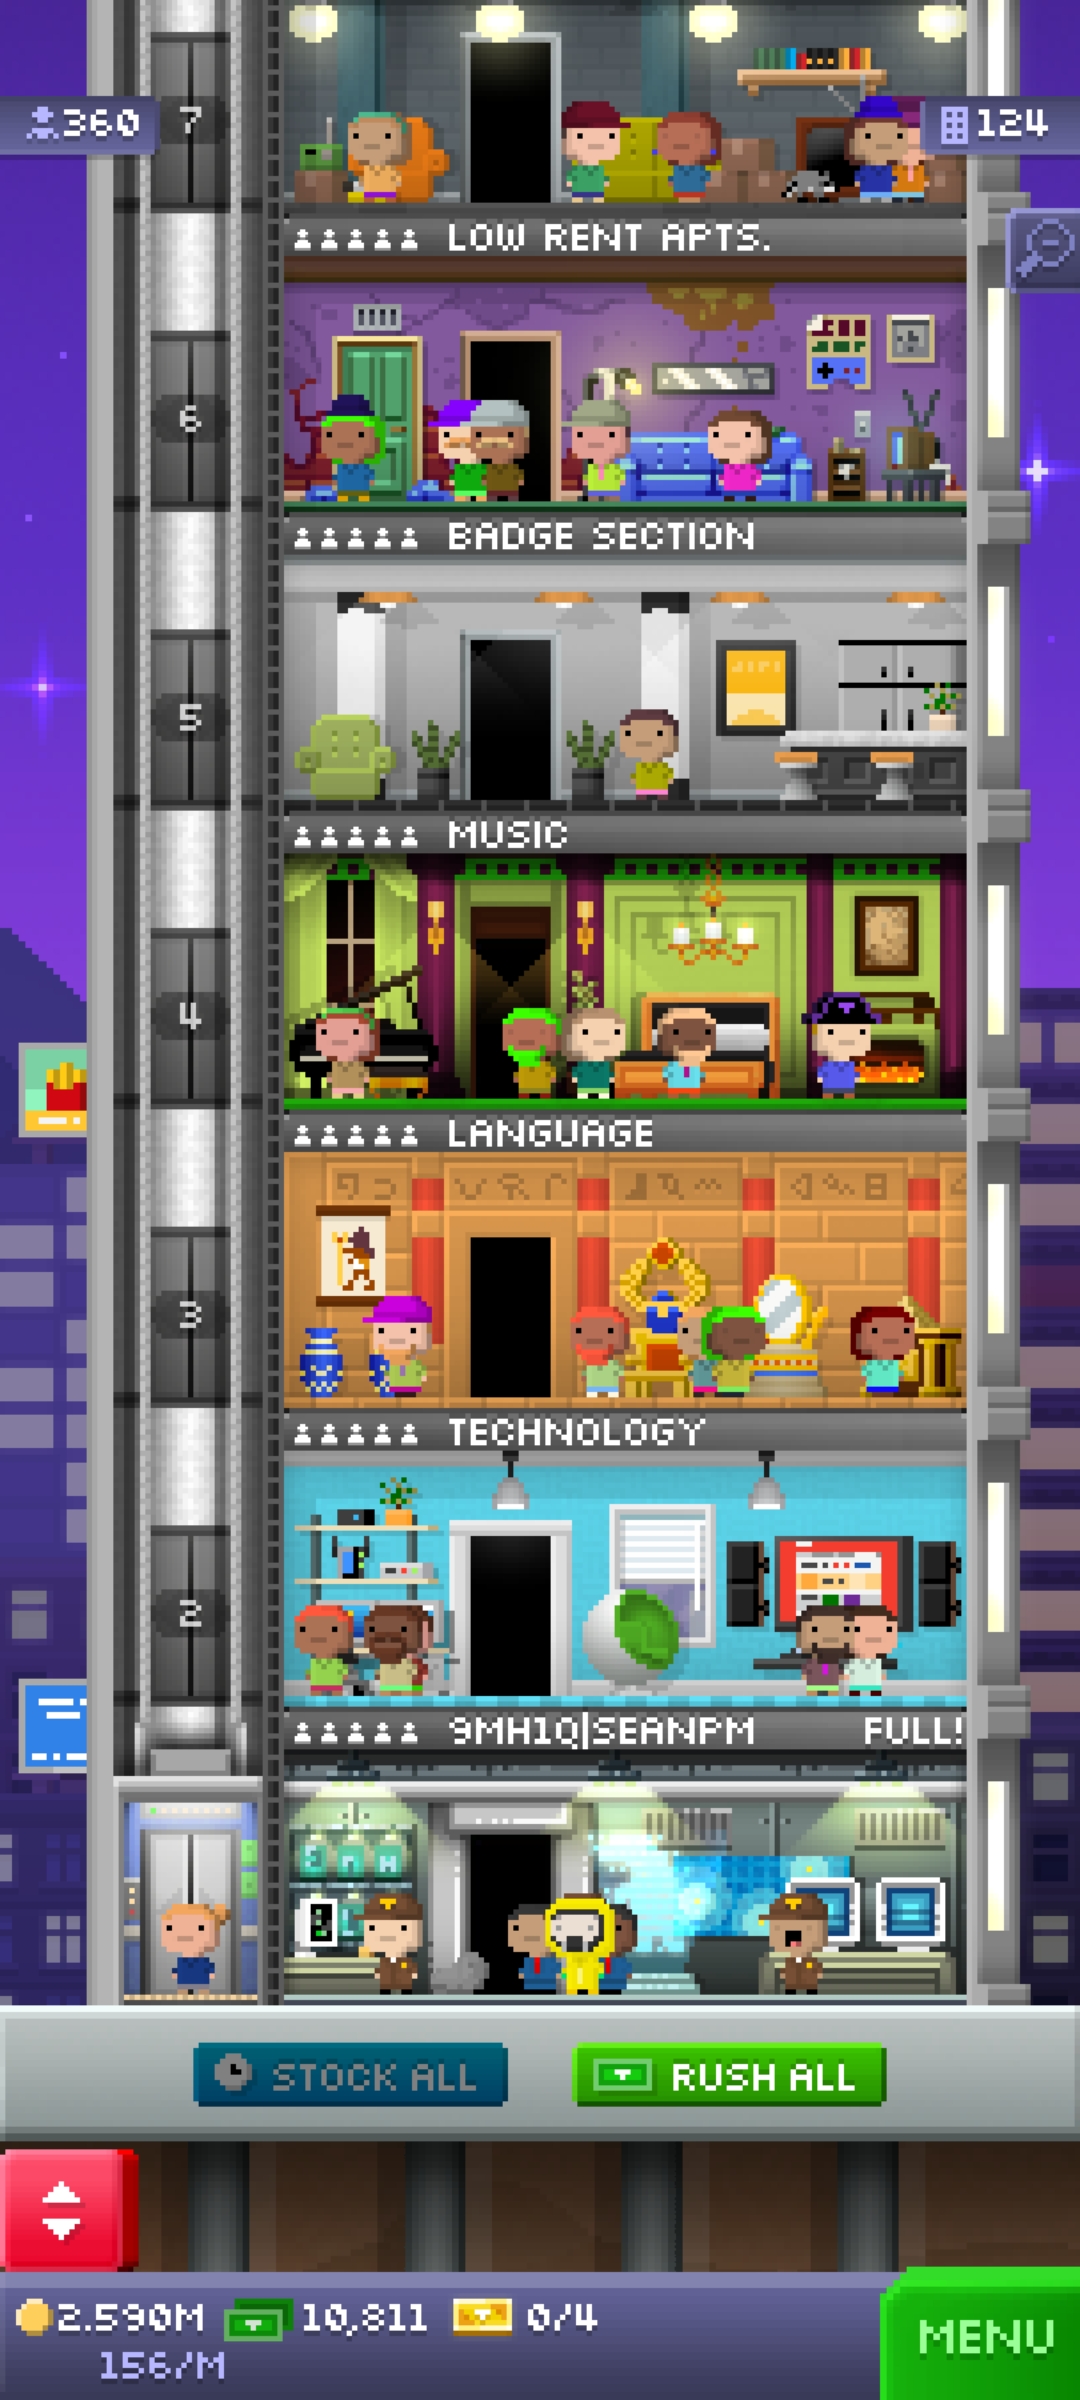 360
7
124
LOW RENT APTS.
6
BADGE SECTION
5
MUSIC
4
LANGUAGE
3
TECHNOLOGY
2
9MH1Q|SEANPM FULL!
STOCK ALL
RUSH ALL
2.590M 10,811 0/4
156/M
MENU